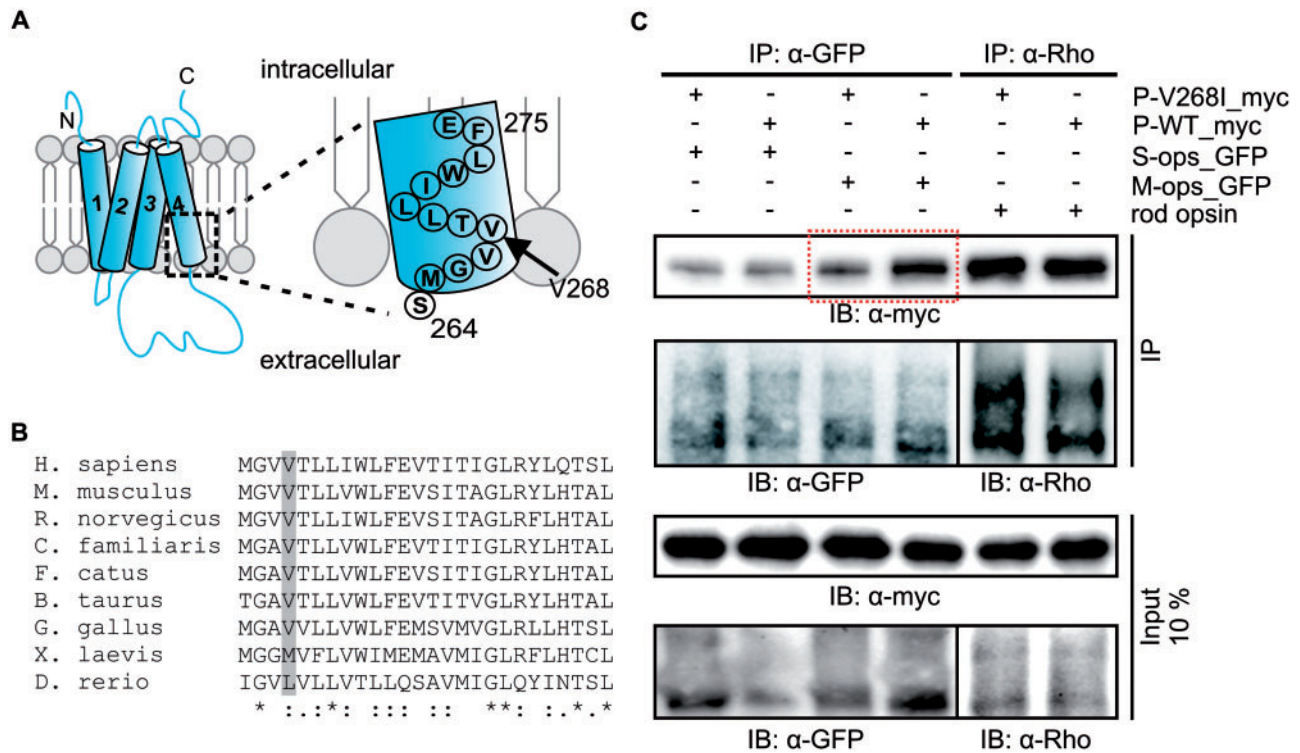 A
intracellular
N
C
1 2 3 4
extracellular
E F 275
L
W
I
L
L T V
V
G
M
S
V268
264
B
H. sapiens MGVVTLLIWLFEVTITIGLRYLQTSL
M. musculus MGVVTLLVWLFEVSITAGLRYLHTAL
R. norvegicus MGVVTLLIWLFEVSITAGLRFLHTAL
C. familiaris MGAVTLLVWLFEVTITIGLRYLHTAL
F. catus MGAVTLLVWLFEVTITIGLRYLHTAL
B. taurus TGAVTLLVWLFEVTITVGLRYLHTAL
G. gallus MGAVVLLVWLFEMSVMVGLRLLHTSL
X. laevis MGGMVFLVWIMEMAVMIGLRFLHTCL
D. rerio IGVLVLLVTLLQSAVMIGLQYINTSL
* :.:*: ::: :: **::.*.*
C
IP: α-GFP IP: α-Rho
+ - + - + - P-V268I_myc
- + - + - + P-WT_myc
+ + - - - - S-ops_GFP
- - + + - - M-ops_GFP
- - - - + + rod opsin
IB: α-myc
IB: α-GFP IB: α-Rho
IP
IB: α-myc
IB: α-GFP IB: α-Rho
Input
10 %